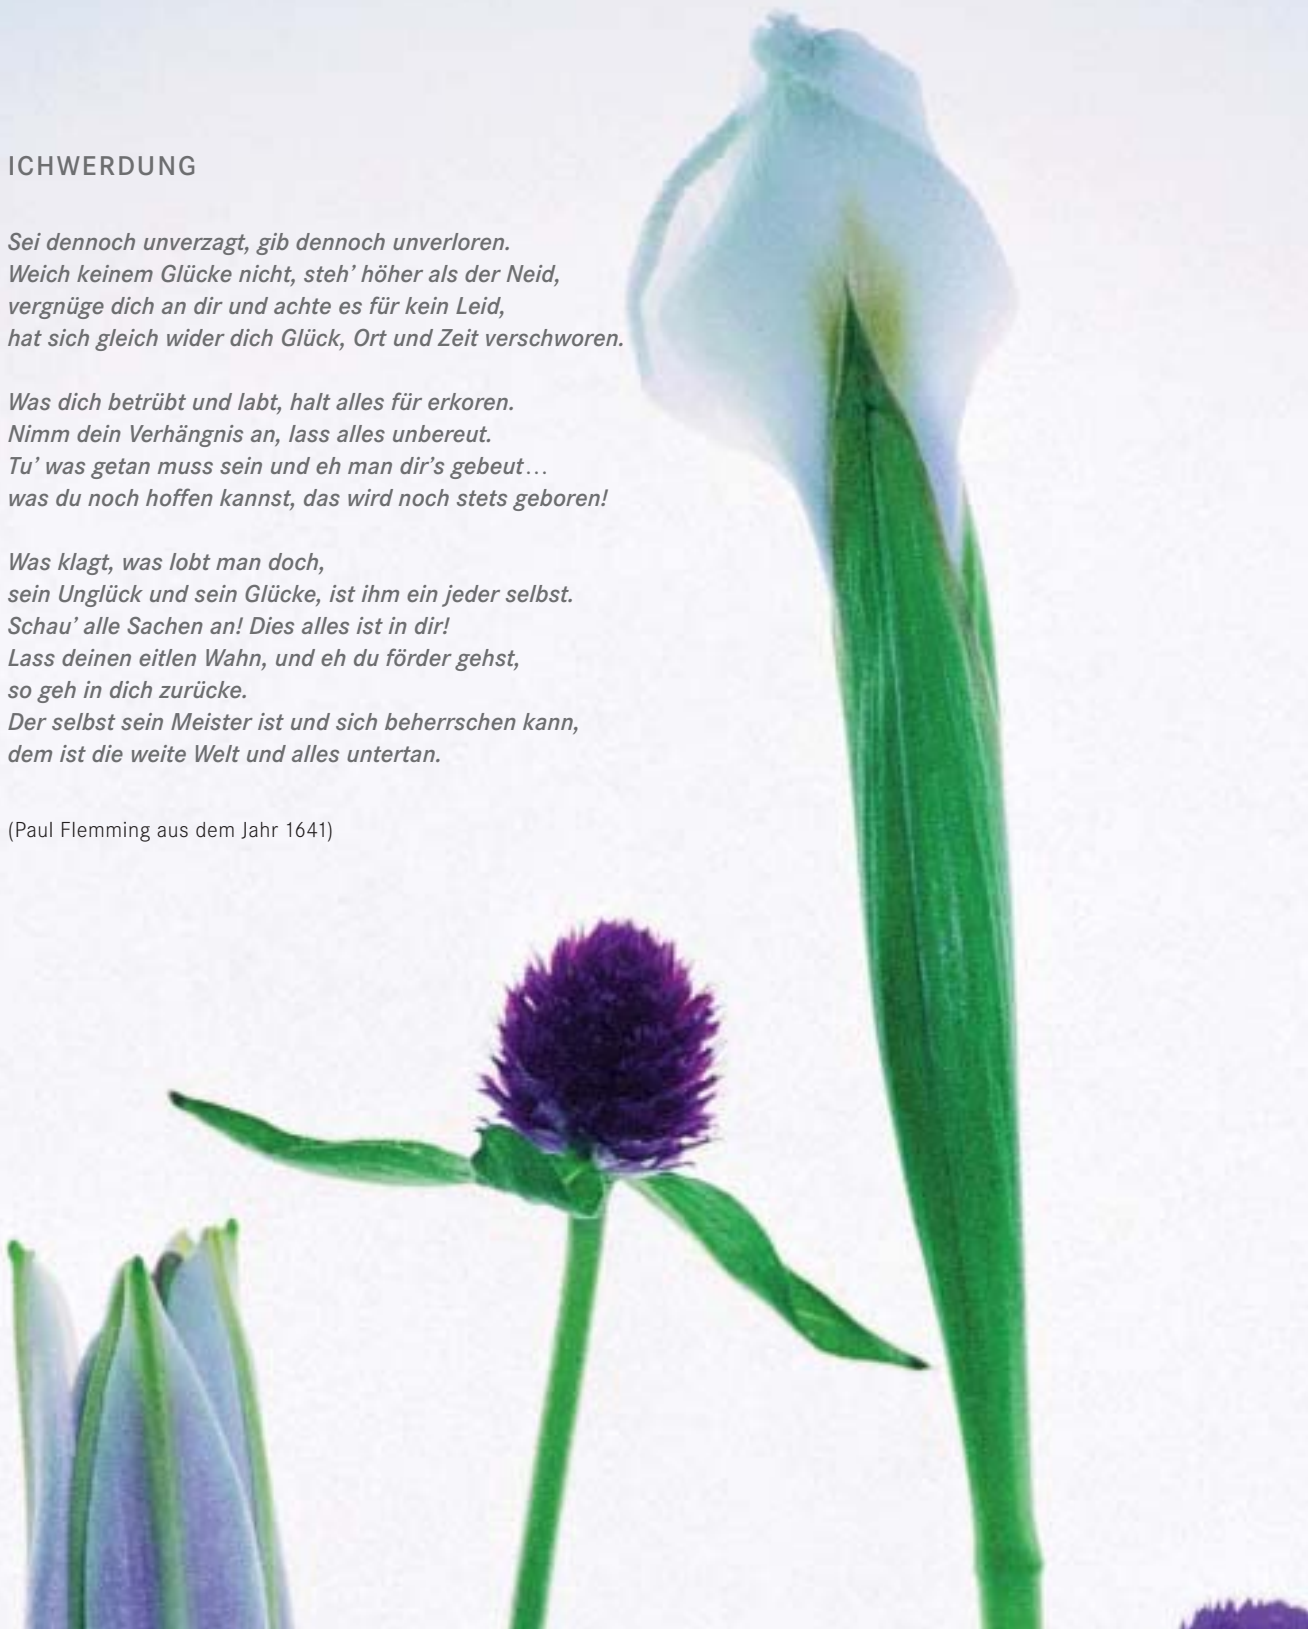 ICHWERDUNG
Sei dennoch unverzagt, gib dennoch unverloren.
Weich keinem Glücke nicht, steh’ höher als der Neid,
vergnüge dich an dir und achte es für kein Leid,
hat sich gleich wider dich Glück, Ort und Zeit verschworen.
Was dich betrübt und labt, halt alles für erkoren.
Nimm dein Verhängnis an, lass alles unbereut.
Tu’ was getan muss sein und eh man dir’s gebeut…
was du noch hoffen kannst, das wird noch stets geboren!
Was klagt, was lobt man doch,
sein Unglück und sein Glücke, ist ihm ein jeder selbst.
Schau’ alle Sachen an! Dies alles ist in dir!
Lass deinen eitlen Wahn, und eh du förder gehst,
so geh in dich zurücke.
Der selbst sein Meister ist und sich beherrschen kann,
dem ist die weite Welt und alles untertan.
(Paul Flemming aus dem Jahr 1641)